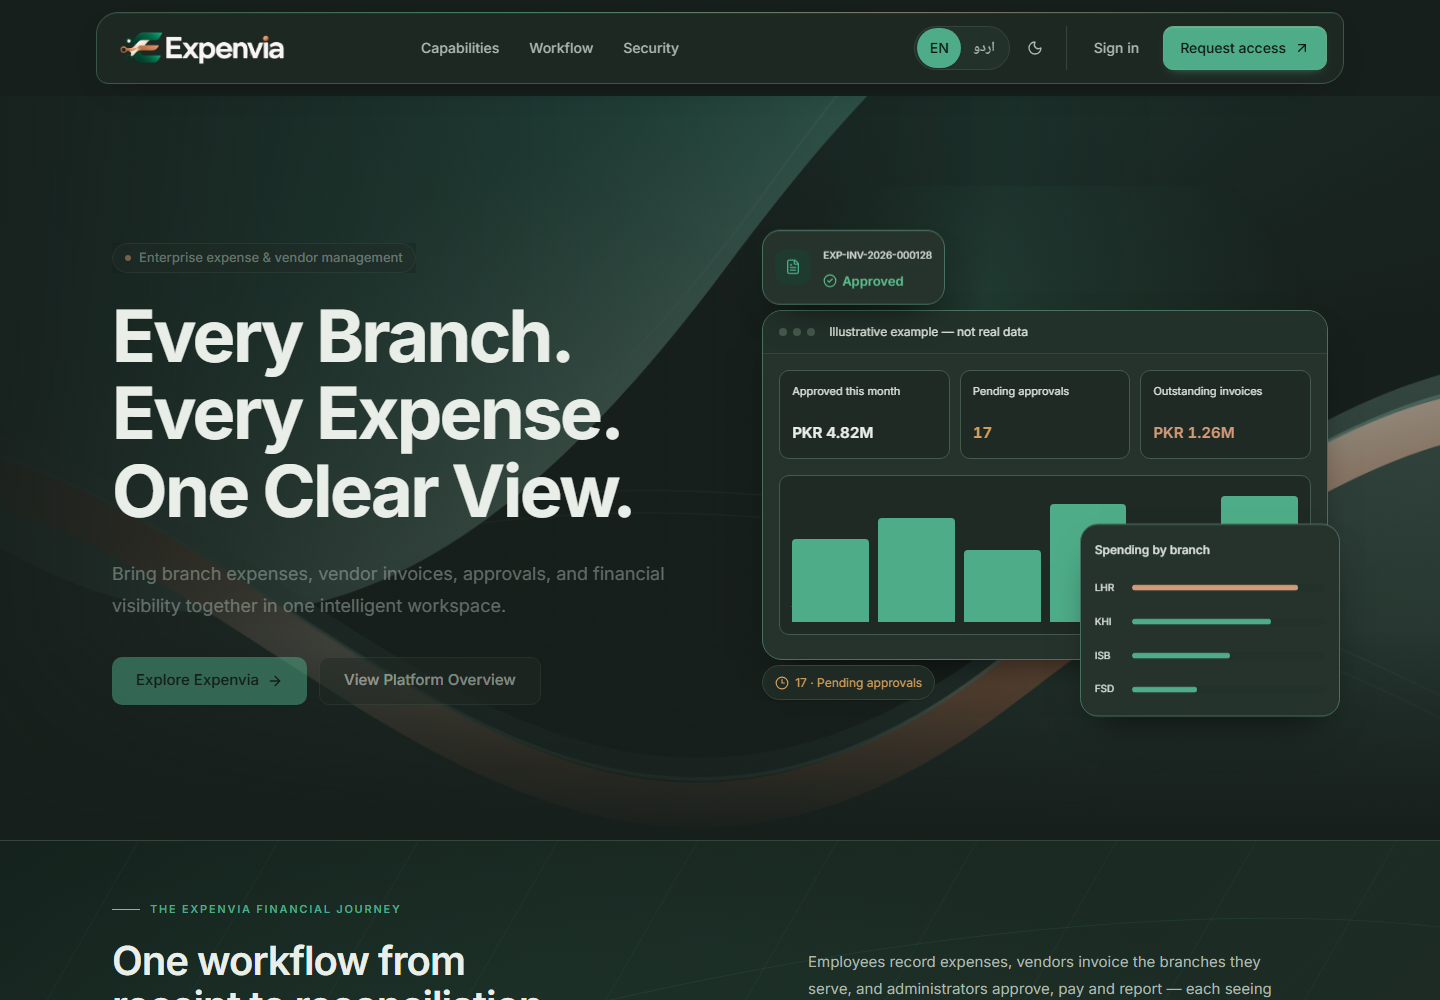 Expenvia
Capabilities
Workflow
Security
EN
اردو
Sign in
Request access
Enterprise expense & vendor management
Every Branch.
Every Expense.
One Clear View.
Bring branch expenses, vendor invoices, approvals, and financial
visibility together in one intelligent workspace.
Explore Expenvia
View Platform Overview
EXP-INV-2026-000128
Approved
Illustrative example — not real data
Approved this month
PKR 4.82M
Pending approvals
17
Outstanding invoices
PKR 1.26M
Spending by branch
LHR
KHI
ISB
FSD
17 · Pending approvals
THE EXPENVIA FINANCIAL JOURNEY
One workflow from
receipt to reconciliation
Employees record expenses, vendors invoice the branches they
serve, and administrators approve, pay and report — each seeing